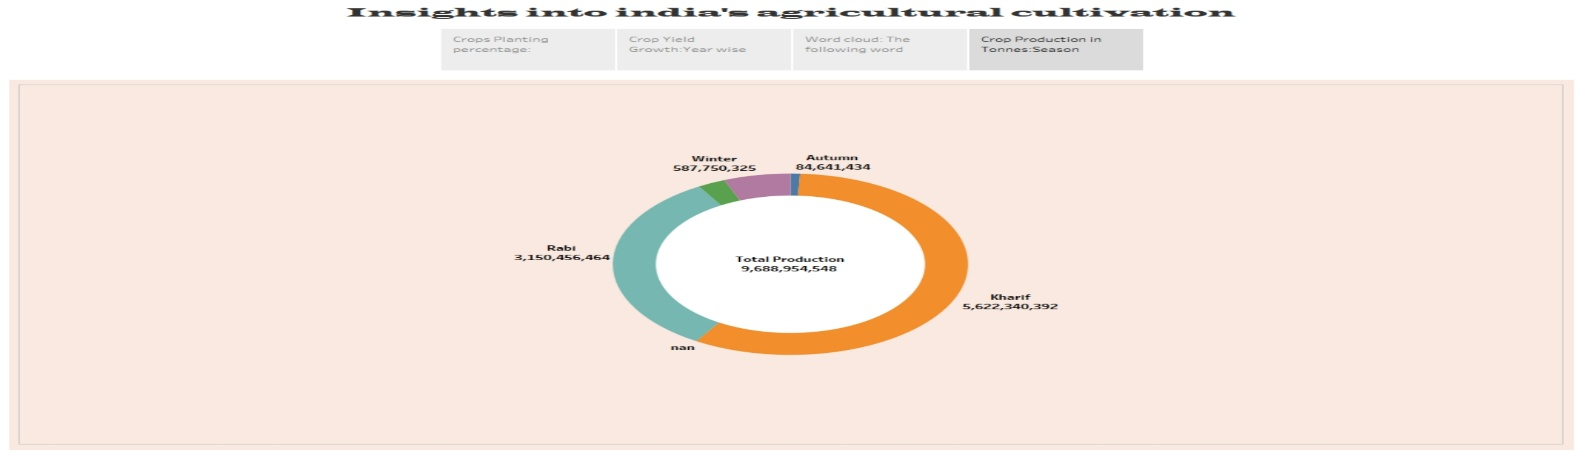 Insights into india's agricultural cultivation
Crops Planting
percentage:
Crop Yield
Growth:Year wise
Word cloud: The
following word
Crop Production in
Tonnes:Season
Winter
587,750,325
Autumn
84,641,434
Rabi
3,150,456,464
Total Production
9,688,954,548
Kharif
5,622,340,392
nan